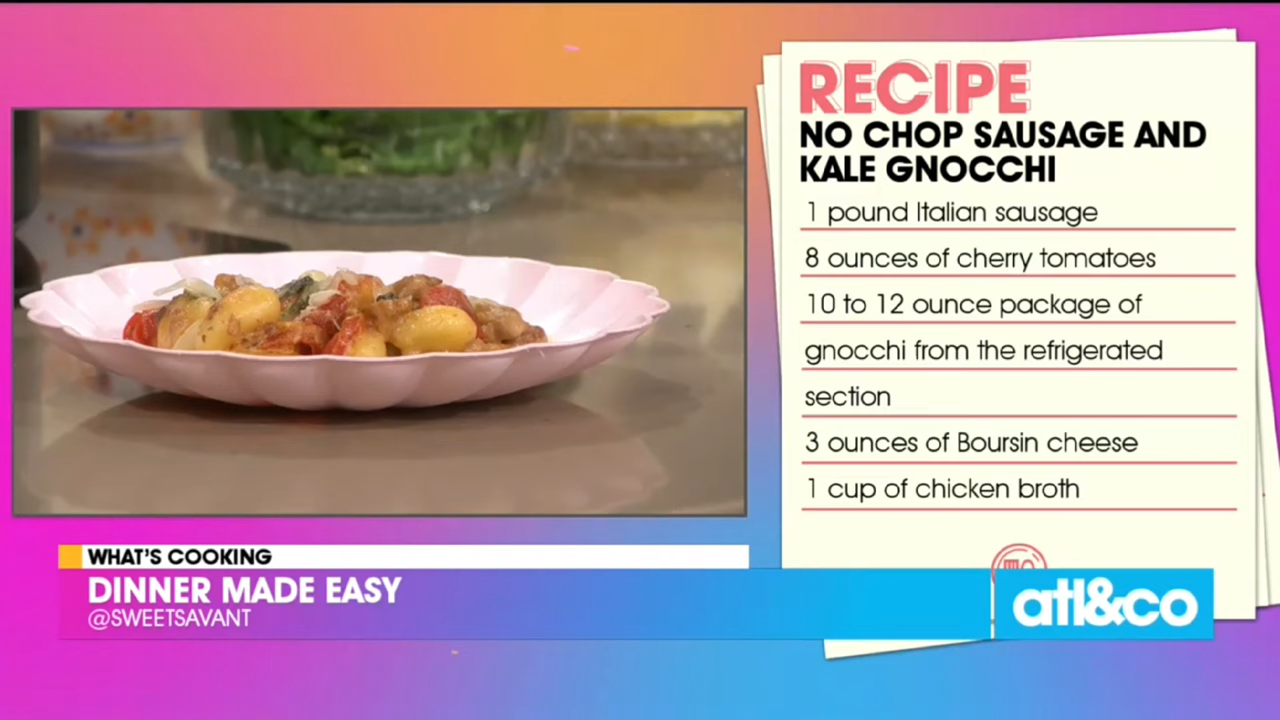 RECIPE
NO CHOP SAUSAGE AND
KALE GNOCCHI
1 pound Italian sausage
8 ounces of cherry tomatoes
10 to 12 ounce package of
gnocchi from the refrigerated
section
3 ounces of Boursin cheese
1 cup of chicken broth
WHAT'S COOKING
DINNER MADE EASY
@SWEETSAVANT
atl&co